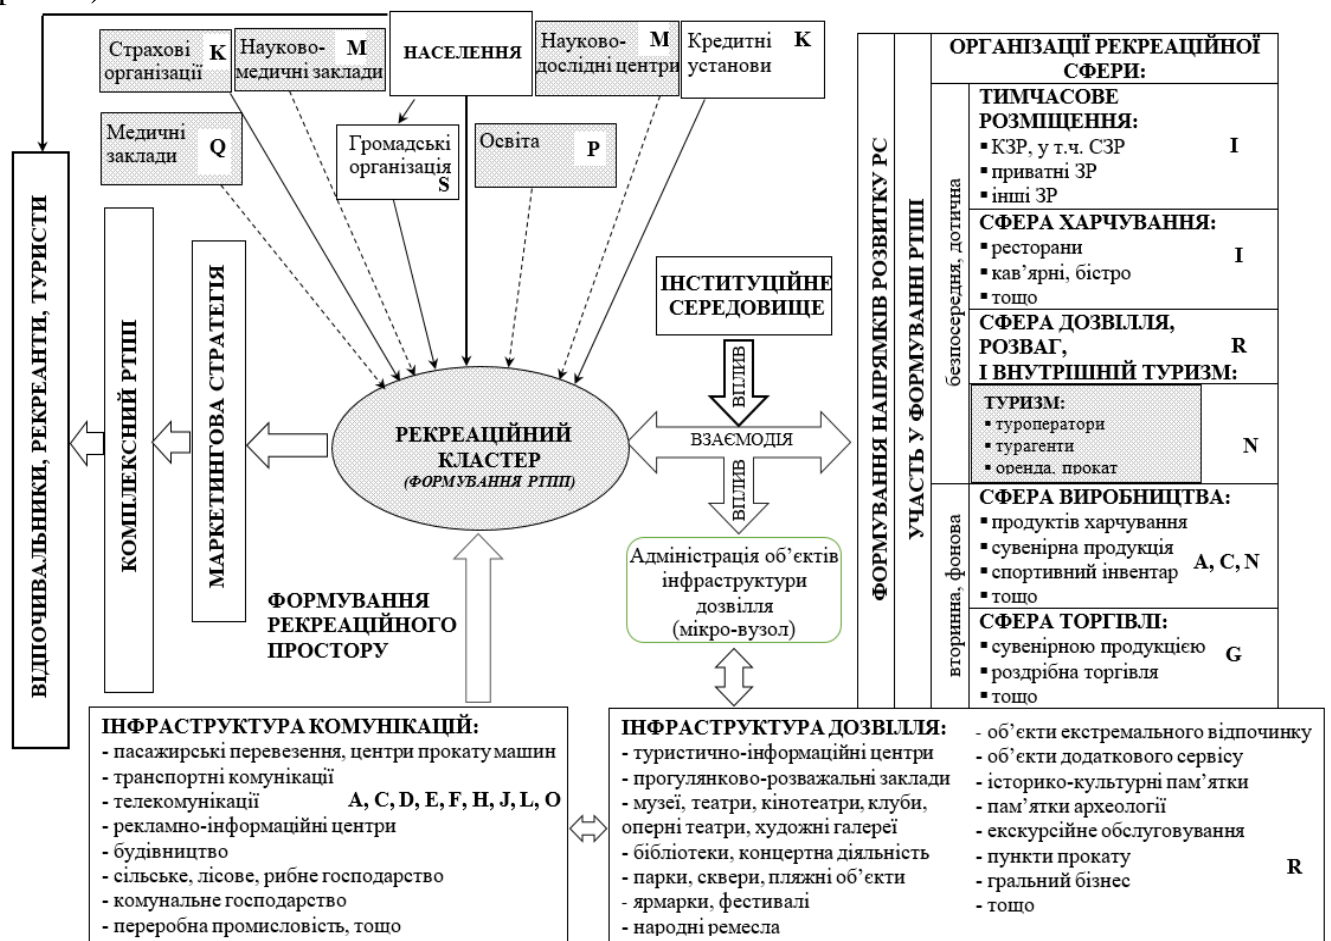 Страхові
організації
K
Науково-
медичні заклади
M
НАСЕЛЕННЯ
Науково-
дослідні центри
M
Кредитні
установи
K
Медичні
заклади
Q
Громадські
організація
S
Освіта
P
ВІДПОЧИВАЛЬНИКИ, РЕКРЕАНТИ, ТУРИСТИ
КОМПЛЕКСНИЙ РТПП
МАРКЕТИНГОВА СТРАТЕГІЯ
РЕКРЕАЦІЙНИЙ
КЛАСТЕР
(ФОРМУВАННЯ РТПП)
ІНСТИТУЦІЙНЕ
СЕРЕДОВИЩЕ
ВПЛИВ
ВЗАЄМОДІЯ
ВПЛИВ
Адміністрація об’єктів
інфраструктури
дозвілля
(мікро-вузол)
ФОРМУВАННЯ
РЕКРЕАЦІЙНОГО
ПРОСТОРУ
ФОРМУВАННЯ НАПРЯМКІВ РОЗВИТКУ РС
УЧАСТЬ У ФОРМУВАННІ РТПП
ОРГАНІЗАЦІЇ РЕКРЕАЦІЙНОЇ
СФЕРИ:
безпосередня, дотична
ТИМЧАСОВЕ
РОЗМІЩЕННЯ:
▪ КЗР, у т.ч. СЗР
▪ приватні ЗР
▪ інші ЗР
I
СФЕРА ХАРЧУВАННЯ:
▪ ресторани
▪ кав’ярні, бістро
▪ тощо
I
СФЕРА ДОЗВІЛЛЯ,
РОЗВАГ,
І ВНУТРІШНІЙ ТУРИЗМ:
R
ТУРИЗМ:
▪ туроператори
▪ турагенти
▪ оренда, прокат
N
вторинна, фонова
СФЕРА ВИРОБНИЦТВА:
▪ продуктів харчування
▪ сувенірна продукція
▪ спортивний інвентар
▪ тощо
A, C, N
СФЕРА ТОРГІВЛІ:
▪ сувенірною продукцією
▪ роздрібна торгівля
▪ тощо
G
ІНФРАСТРУКТУРА КОМУНІКАЦІЙ:
- пасажирські перевезення, центри прокату машин
- транспортні комунікації
- телекомунікації A, C, D, E, F, H, J, L, O
- рекламно-інформаційні центри
- будівництво
- сільське, лісове, рибне господарство
- комунальне господарство
- переробна промисловість, тощо
ІНФРАСТРУКТУРА ДОЗВІЛЛЯ:
- туристично-інформаційні центри
- прогулянково-розважальні заклади
- музеї, театри, кінотеатри, клуби,
оперні театри, художні галереї
- бібліотеки, концертна діяльність
- парки, сквери, пляжні об’єкти
- ярмарки, фестивалі
- народні ремесла
- об’єкти екстремального відпочинку
- об’єкти додаткового сервісу
- історико-культурні пам’ятки
- пам’ятки археології
- екскурсійне обслуговування
- пункти прокату
- гральний бізнес
- тощо
R